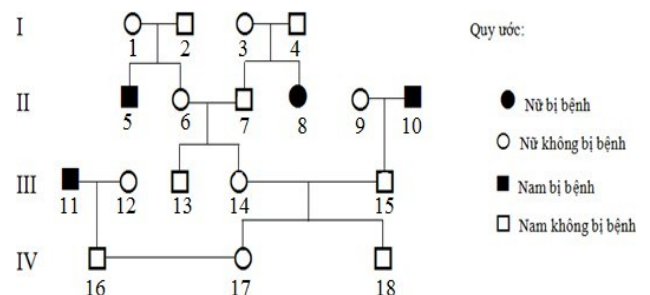 I
1 2 3 4
Quy ước:
II
5 6 7 8 9 10
Nữ bị bệnh
Nữ không bị bệnh
III
11 12 13 14 15
Nam bị bệnh
Nam không bị bệnh
IV
16 17 18